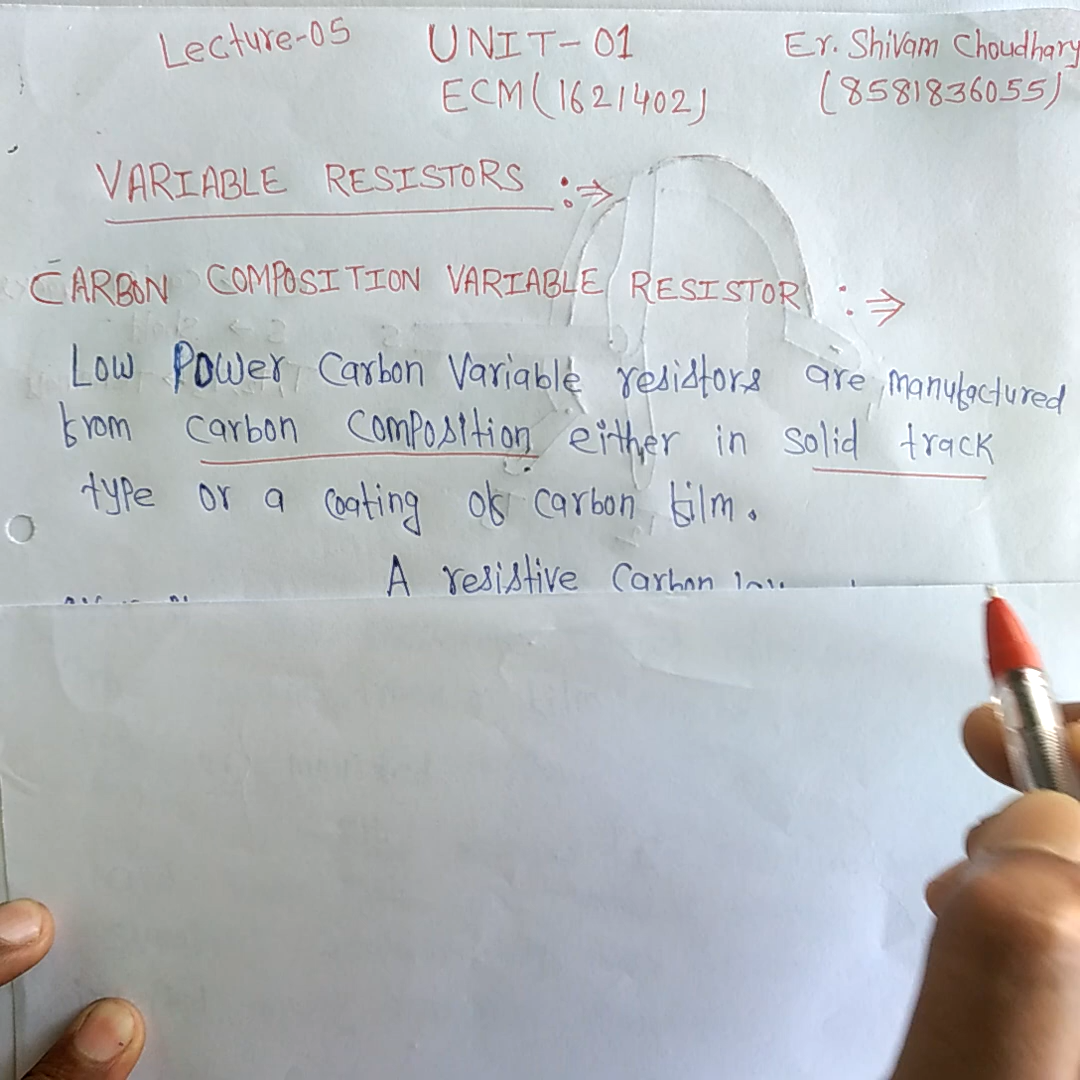 Lecture-05 UNIT-01 Er. Shivam Choudhary
ECM(1621402) (8581836055)
VARIABLE RESISTORS :⇒
CARBON COMPOSITION VARIABLE RESISTOR :⇒
Low Power Carbon Variable resistors are manufactured
from carbon composition either in solid track
type or a coating of carbon film.
A resistive Carbon